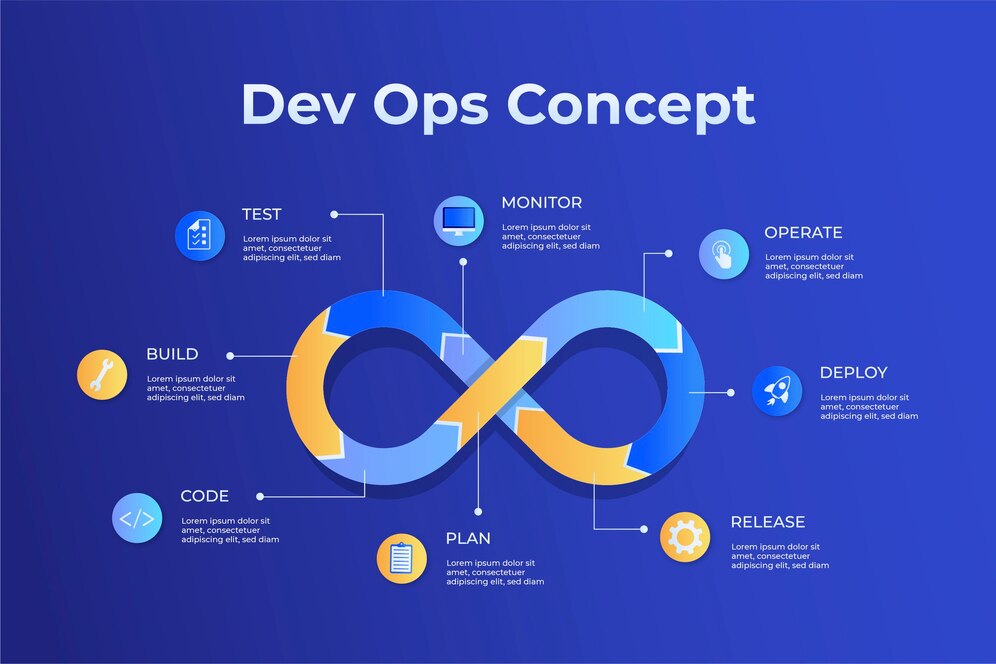 Dev Ops Concept
TEST
Lorem ipsum dolor sit
amet, consectetuer
adipiscing elit, sed diam
MONITOR
Lorem ipsum dolor sit
amet, consectetuer
adipiscing elit, sed diam
OPERATE
Lorem ipsum dolor sit
amet, consectetuer
adipiscing elit, sed diam
BUILD
Lorem ipsum dolor sit
amet, consectetuer
adipiscing elit, sed diam
DEPLOY
Lorem ipsum dolor sit
amet, consectetuer
adipiscing elit, sed diam
CODE
Lorem ipsum dolor sit
amet, consectetuer
adipiscing elit, sed diam
PLAN
Lorem ipsum dolor sit
amet, consectetuer
adipiscing elit, sed diam
RELEASE
Lorem ipsum dolor sit
amet, consectetuer
adipiscing elit, sed diam